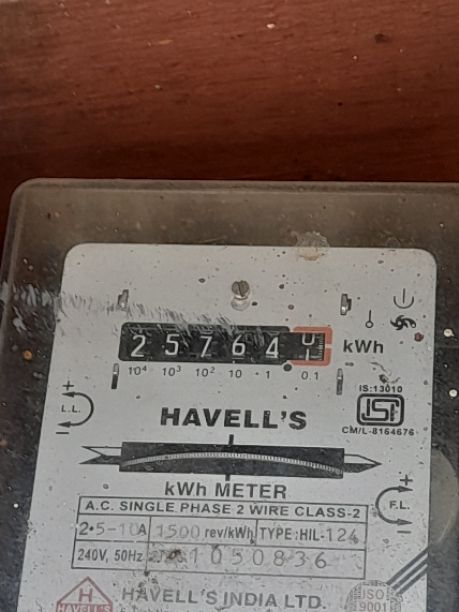 2 5 7 6 4 kWh
10⁴ 10³ 10² 10 1 0.1
IS:13010
ISI
CM/L-8164676
+
L.L.
−
HAVELL'S
kWh METER
+
F.L.
A.C. SINGLE PHASE 2 WIRE CLASS-2
2•5-10A 1500 rev/kWh TYPE:HIL-124
240V, 50Hz 1050836
H
HAVELL'S
HAVELL'S INDIA LTD.
ISO
9001